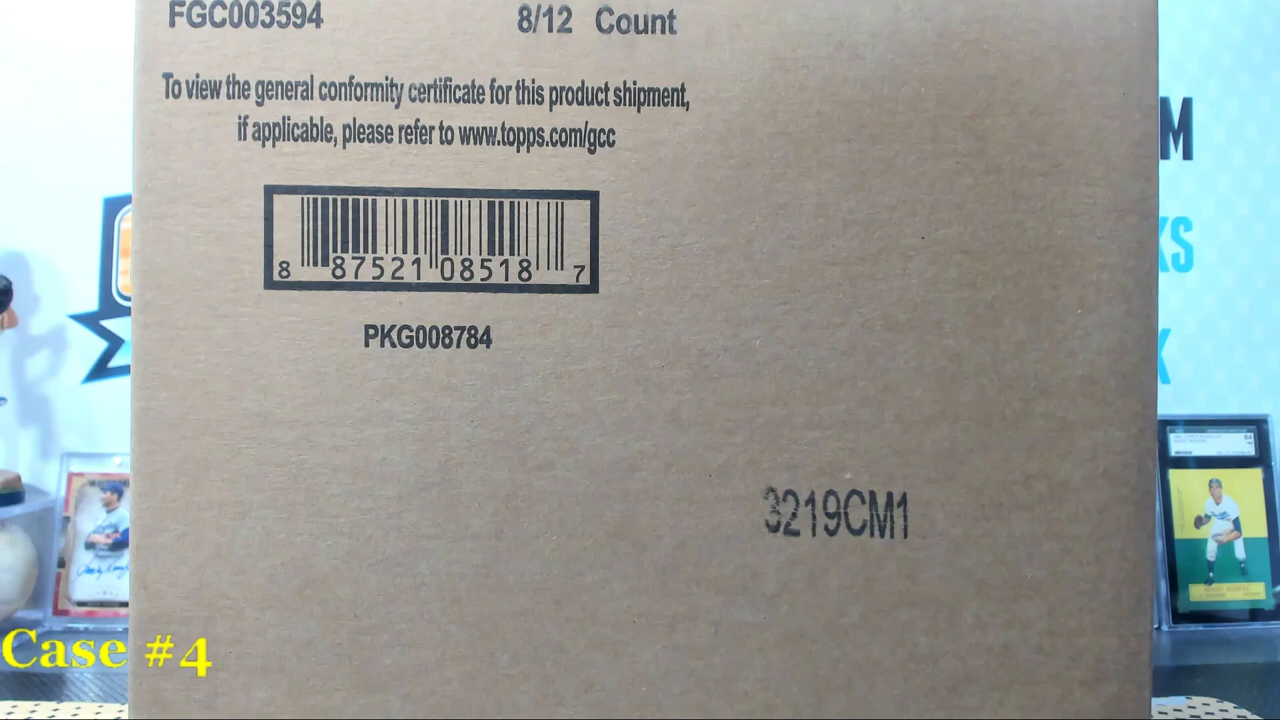 FGC003594 8/12 Count
To view the general conformity certificate for this product shipment,
if applicable, please refer to www.topps.com/gcc
8 87521 08518 7
PKG008784
3219CM1
M
KS
K
Case #4